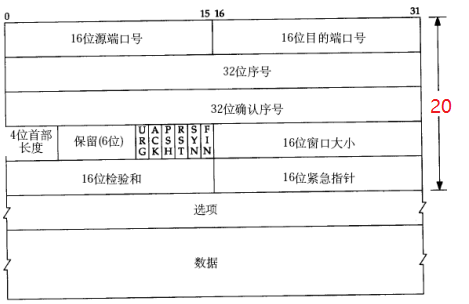 0 15 16 31
16位源端口号 16位目的端口号
32位序号
20
32位确认序号
4位首部
长度 保留(6位) URG ACK PSH RST SYN FIN 16位窗口大小
16位检验和 16位紧急指针
选项
数据